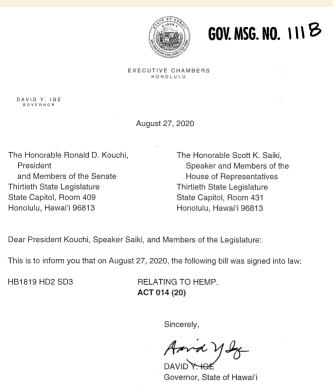 GOV. MSG. NO. 1118
EXECUTIVE CHAMBERS
HONOLULU
DAVID Y. IGE
GOVERNOR
August 27, 2020
The Honorable Ronald D. Kouchi,
President
and Members of the Senate
Thirtieth State Legislature
State Capitol, Room 409
Honolulu, Hawai'i 96813
The Honorable Scott K. Saiki,
Speaker and Members of the
House of Representatives
Thirtieth State Legislature
State Capitol, Room 431
Honolulu, Hawai'i 96813
Dear President Kouchi, Speaker Saiki, and Members of the Legislature:
This is to inform you that on August 27, 2020, the following bill was signed into law:
HB1819 HD2 SD3 RELATING TO HEMP.
ACT 014 (20)
Sincerely,
David Y Ige
DAVID Y. IGE
Governor, State of Hawai'i